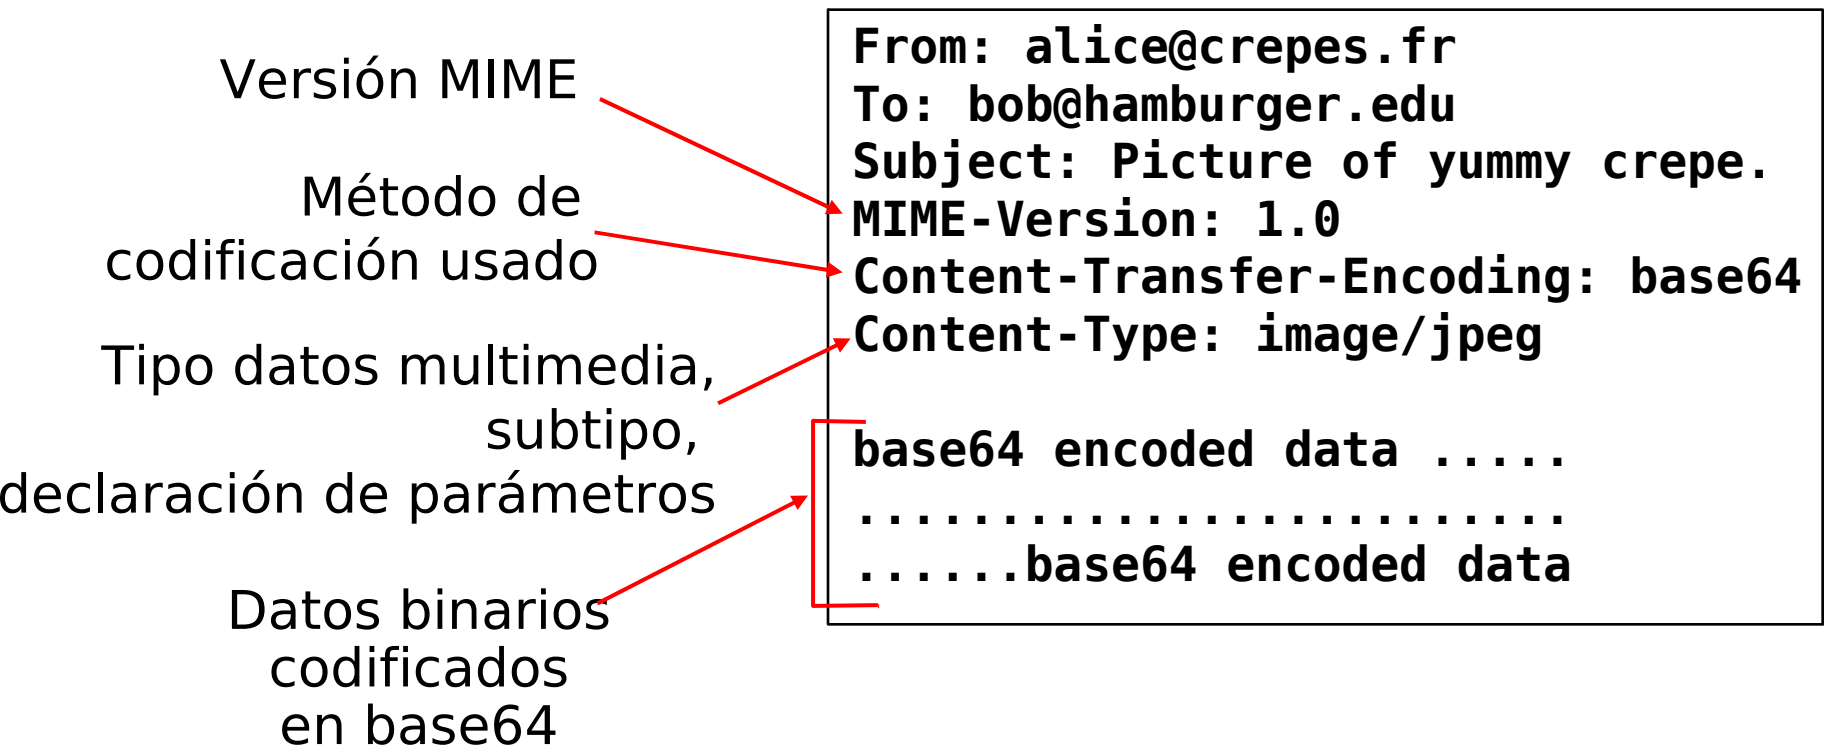 Versión MIME
Método de
codificación usado
Tipo datos multimedia,
subtipo,
declaración de parámetros
Datos binarios
codificados
en base64
From: alice@crepes.fr
To: bob@hamburger.edu
Subject: Picture of yummy crepe.
MIME-Version: 1.0
Content-Transfer-Encoding: base64
Content-Type: image/jpeg
base64 encoded data .....
.........................
......base64 encoded data